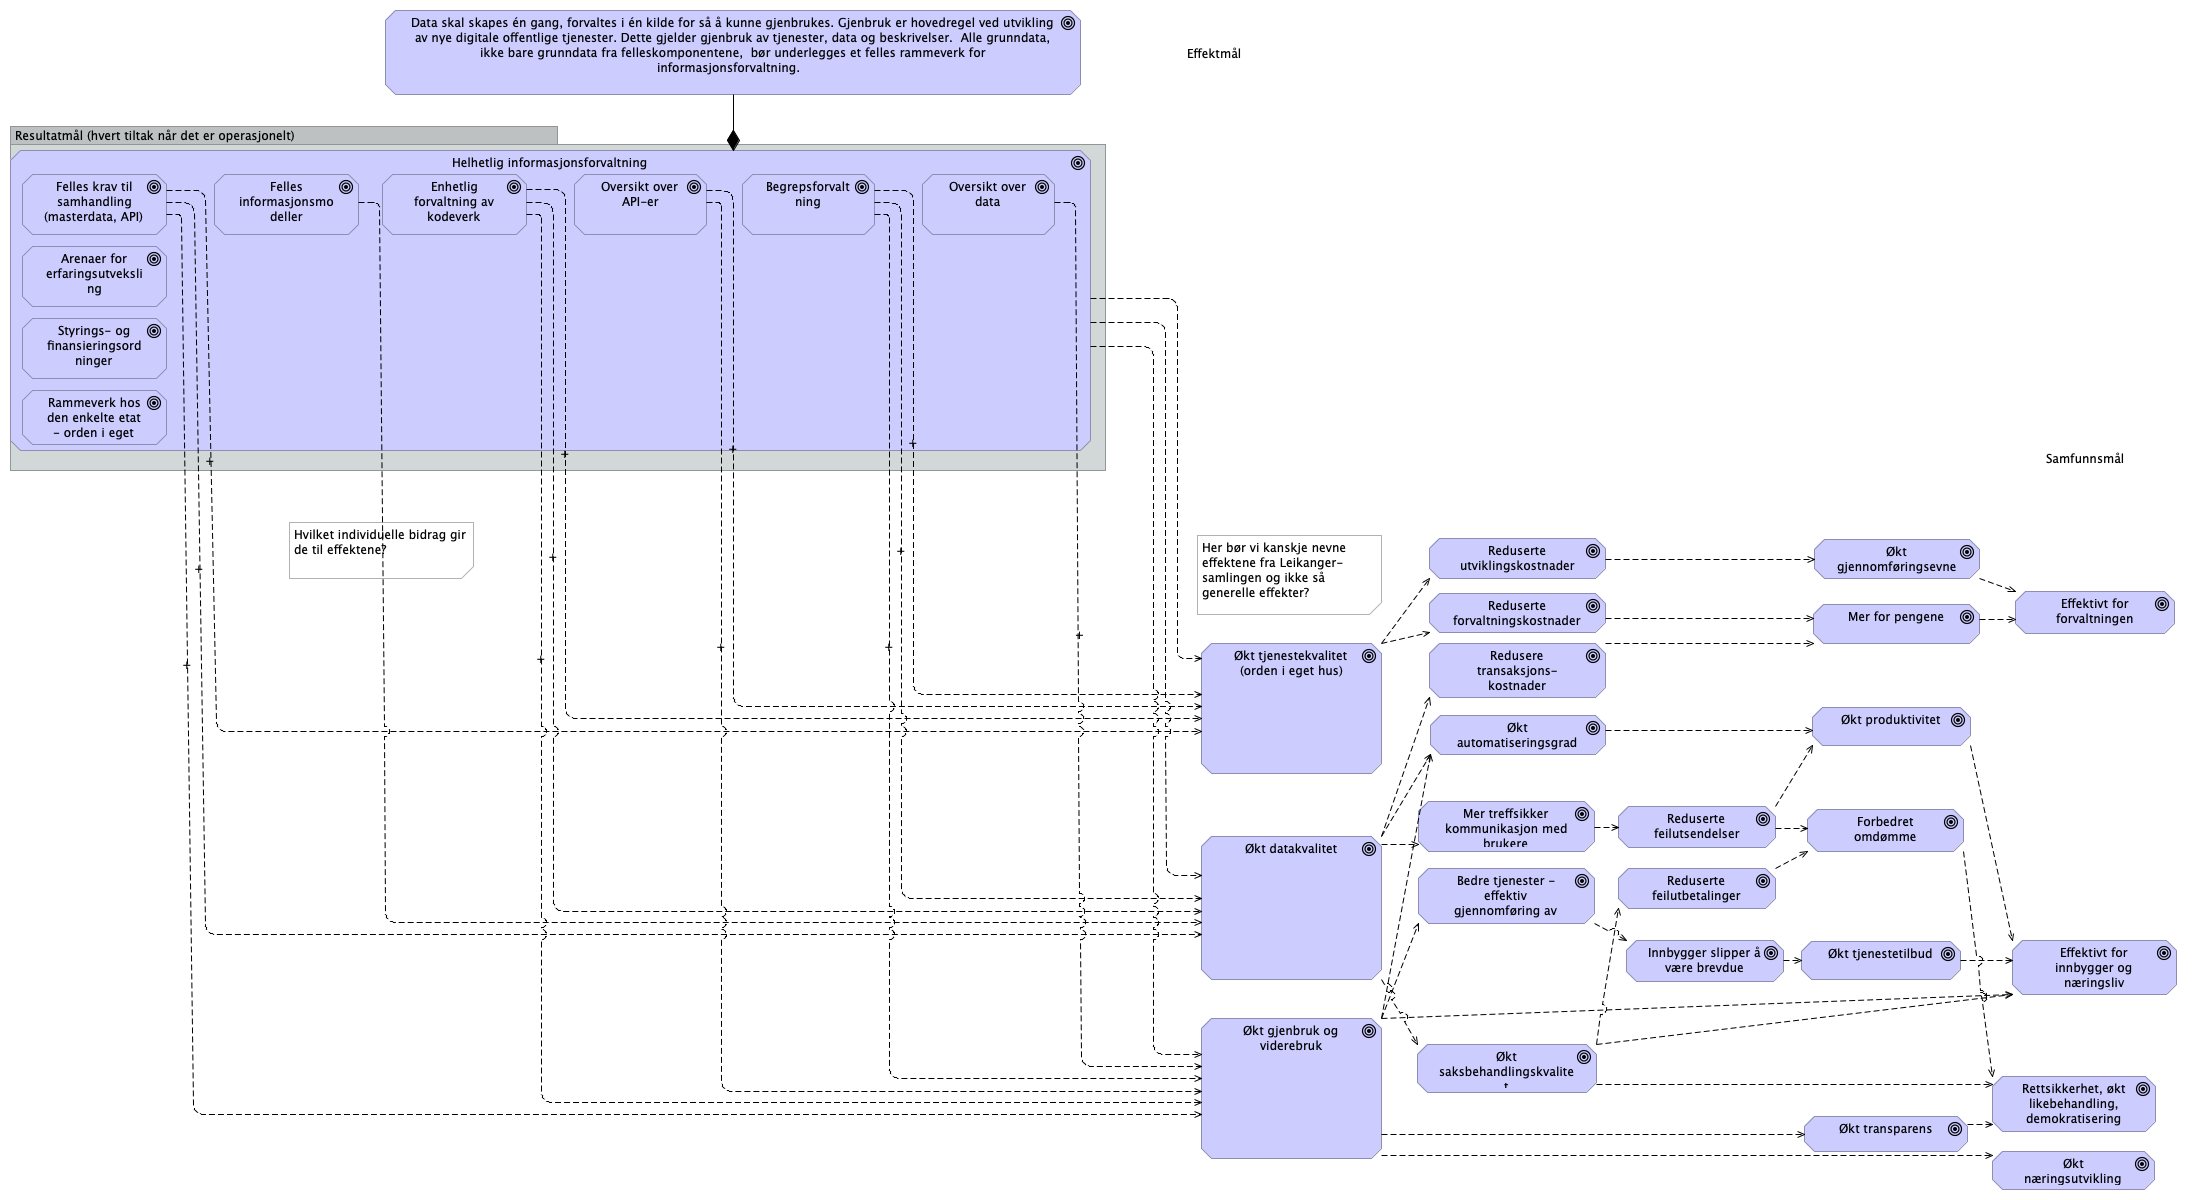 Data skal skapes én gang, forvaltes i én kilde for så å kunne gjenbrukes. Gjenbruk er hovedregel ved utvikling
av nye digitale offentlige tjenester. Dette gjelder gjenbruk av tjenester, data og beskrivelser.  Alle grunndata,
ikke bare grunndata fra felleskomponentene,  bør underlegges et felles rammeverk for
informasjonsforvaltning.
Effektmål
Resultatmål (hvert tiltak når det er operasjonelt)
Helhetlig informasjonsforvaltning
Felles krav til
samhandling
(masterdata, API)
Felles
informasjonsmo
deller
Enhetlig
forvaltning av
kodeverk
Oversikt over
API-er
Begrepsforvalt
ning
Oversikt over
data
Arenaer for
erfaringsutveksli
ng
Styrings- og
finansieringsord
ninger
Rammeverk hos
den enkelte etat
- orden i eget
Samfunnsmål
Hvilket individuelle bidrag gir
de til effektene?
Her bør vi kanskje nevne
effektene fra Leikanger-
samlingen og ikke så
generelle effekter?
Reduserte
utviklingskostnader
Økt
gjennomføringsevne
Reduserte
forvaltningskostnader
Mer for pengene
Effektivt for
forvaltningen
Økt tjenestekvalitet
(orden i eget hus)
Redusere
transaksjons-
kostnader
Økt
automatiseringsgrad
Økt produktivitet
Mer treffsikker
kommunikasjon med
brukere
Reduserte
feilutsendelser
Forbedret
omdømme
Økt datakvalitet
Bedre tjenester -
effektiv
gjennomføring av
Reduserte
feilutbetalinger
Innbygger slipper å
være brevdue
Økt tjenestetilbud
Effektivt for
innbygger og
næringsliv
Økt gjenbruk og
viderebruk
Økt
saksbehandlingskvalite
t
Rettsikkerhet, økt
likebehandling,
demokratisering
Økt transparens
Økt
næringsutvikling